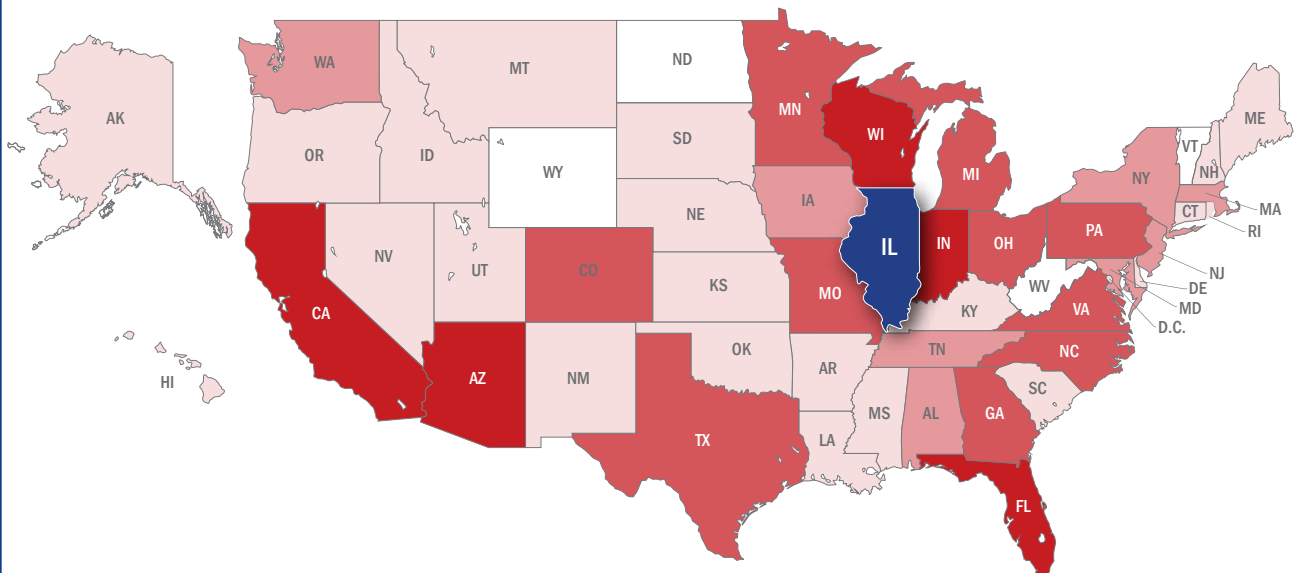 WA
MT
ND
MN
AK
OR
ID
WY
SD
WI
MI
NY
VT
NH
ME
MA
RI
CT
NV
UT
CO
NE
IA
IL
IN
OH
PA
NJ
DE
MD
D.C.
CA
AZ
NM
KS
MO
KY
WV
VA
HI
OK
AR
TN
NC
SC
TX
LA
MS
AL
GA
FL